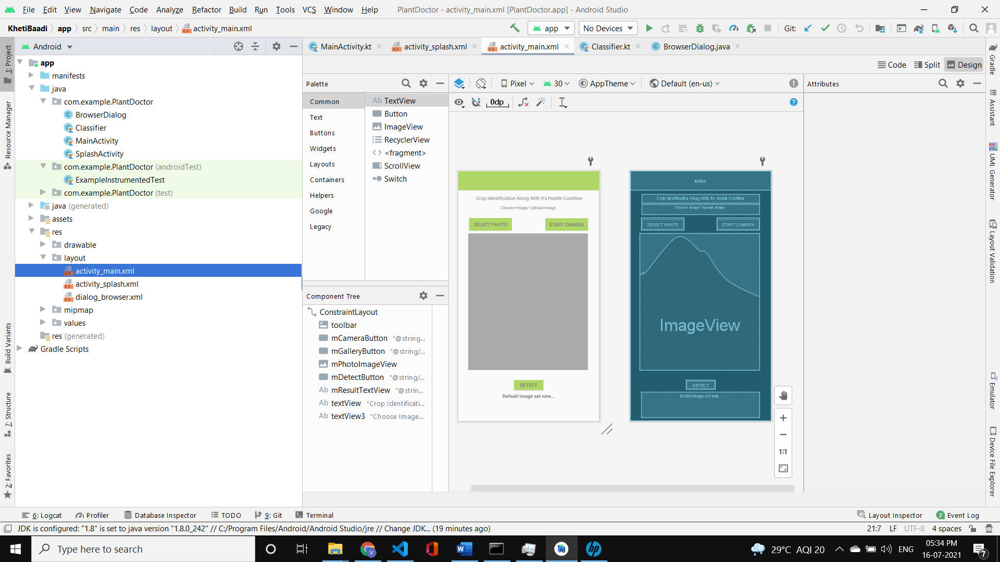 File Edit View Navigate Code Analyze Refactor Build Run Tools VCS Window Help PlantDoctor - activity_main.xml [PlantDoctor.app] - Android Studio
KhetiBaadi app src main res layout activity_main.xml app No Devices Git:
Android
MainActivity.kt activity_splash.xml activity_main.xml Classifier.kt BrowserDialog.java
Code Split Design
1: Project
Resource Manager
Build Variants
7: Structure
2: Favorites
app
manifests
java
com.example.PlantDoctor
BrowserDialog
Classifier
MainActivity
SplashActivity
com.example.PlantDoctor (androidTest)
ExampleInstrumentedTest
com.example.PlantDoctor (test)
java (generated)
assets
res
drawable
layout
activity_main.xml
activity_splash.xml
dialog_browser.xml
mipmap
values
res (generated)
Gradle Scripts
Palette
Common
Text
Buttons
Widgets
Layouts
Containers
Helpers
Google
Legacy
Ab TextView
Button
ImageView
RecyclerView
<fragment>
ScrollView
Switch
Component Tree
ConstraintLayout
toolbar
mCameraButton "@string...
mGalleryButton "@string/...
mPhotoImageView
mDetectButton "@string/...
Ab mResultTextView "@strin...
Ab textView "Crop Identificati...
Ab textView3 "Choose Image...
Pixel 30 AppTheme Default (en-us)
0dp
Crop Identification Along With It's Health Contition
Choose Image/ Upload Image
SELECT PHOTO START CAMERA
DETECT
Default image set now...
toolbar
Crop Identification Along With It's Health Contition
Choose Image/ Upload Image
SELECT PHOTO START CAMERA
ImageView
DETECT
Default image set now...
1:1
Attributes
Gradle
Assistant
UML Generator
Layout Validation
Emulator
Device File Explorer
6: Logcat Profiler Database Inspector TODO 9: Git Terminal Layout Inspector 2 Event Log
JDK is configured: "1.8" is set to java version "1.8.0_242" // C:/Program Files/Android/Android Studio/jre // Change JDK... (19 minutes ago) 21:7 LF UTF-8 4 spaces
Type here to search
29°C AQI 20 ENG
05:34 PM
16-07-2021
7